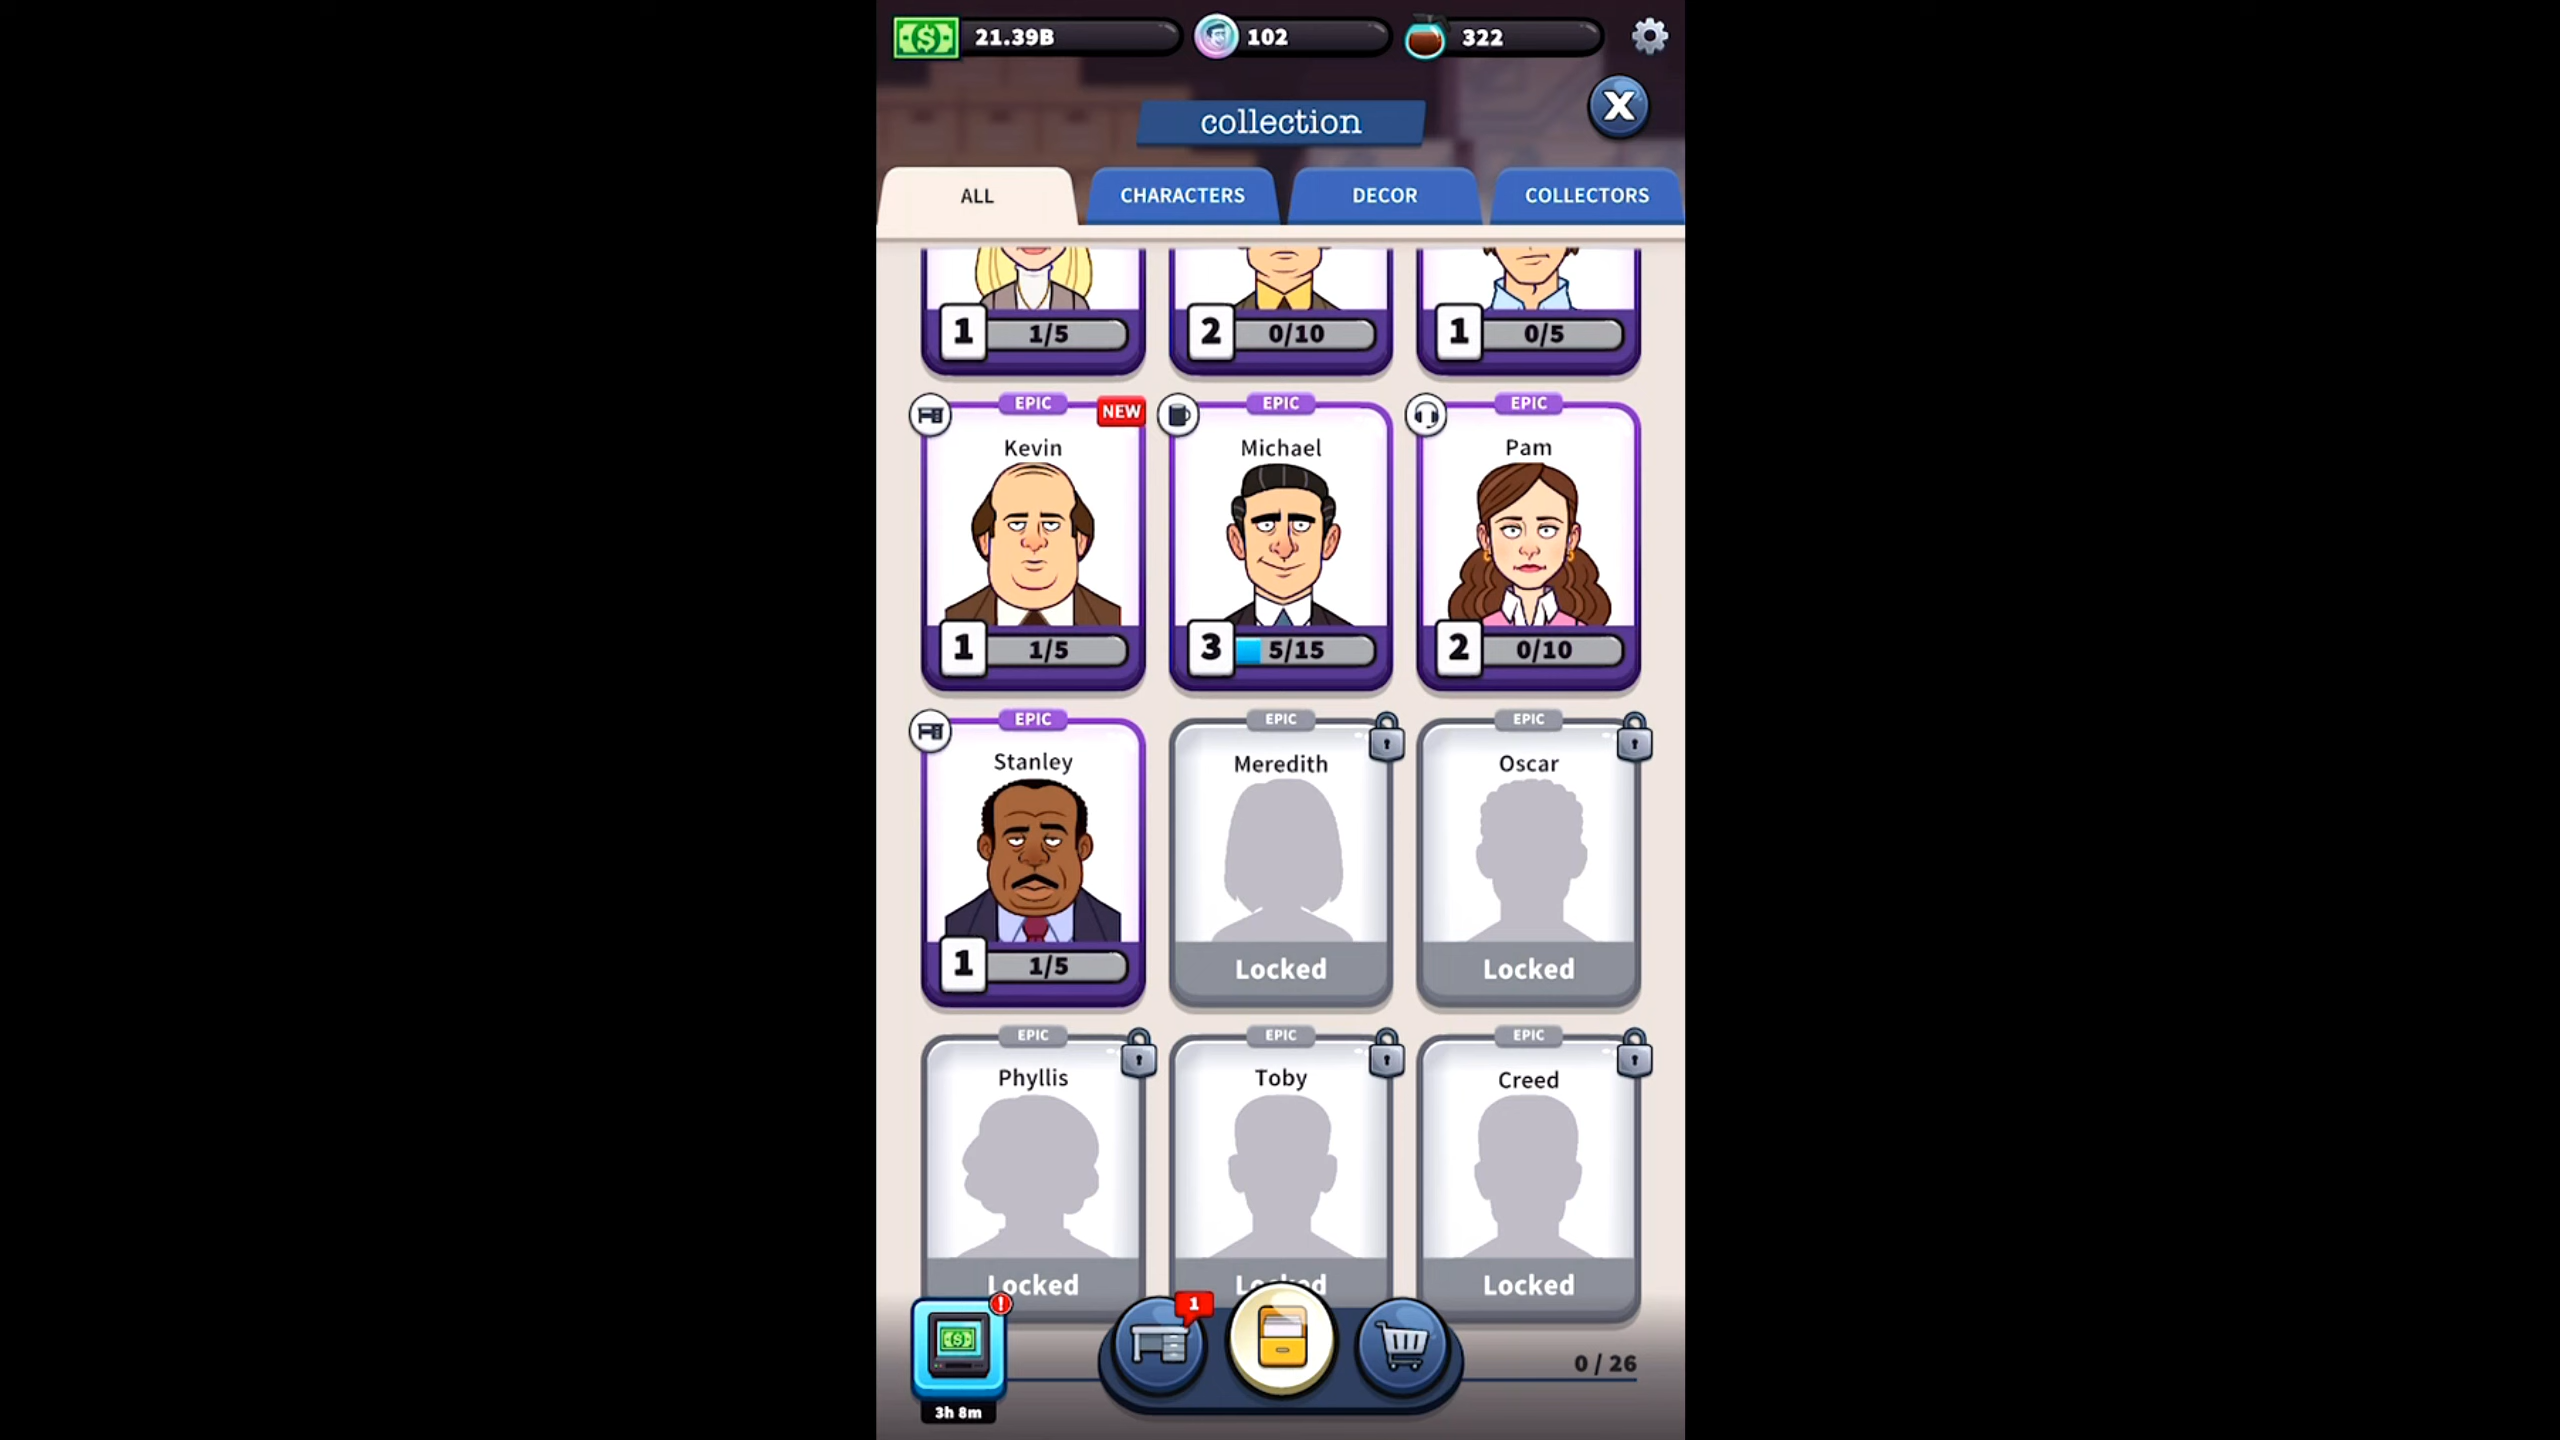 21.39B 102 322
collection
X
ALL CHARACTERS DECOR COLLECTORS
1 1/5 2 0/10 1 0/5
EPIC NEW EPIC EPIC
Kevin Michael Pam
1 1/5 3 5/15 2 0/10
EPIC EPIC EPIC
Stanley Meredith Oscar
1 1/5 Locked Locked
EPIC EPIC EPIC
Phyllis Toby Creed
Locked Locked Locked
! 1
0 / 26
3h 8m